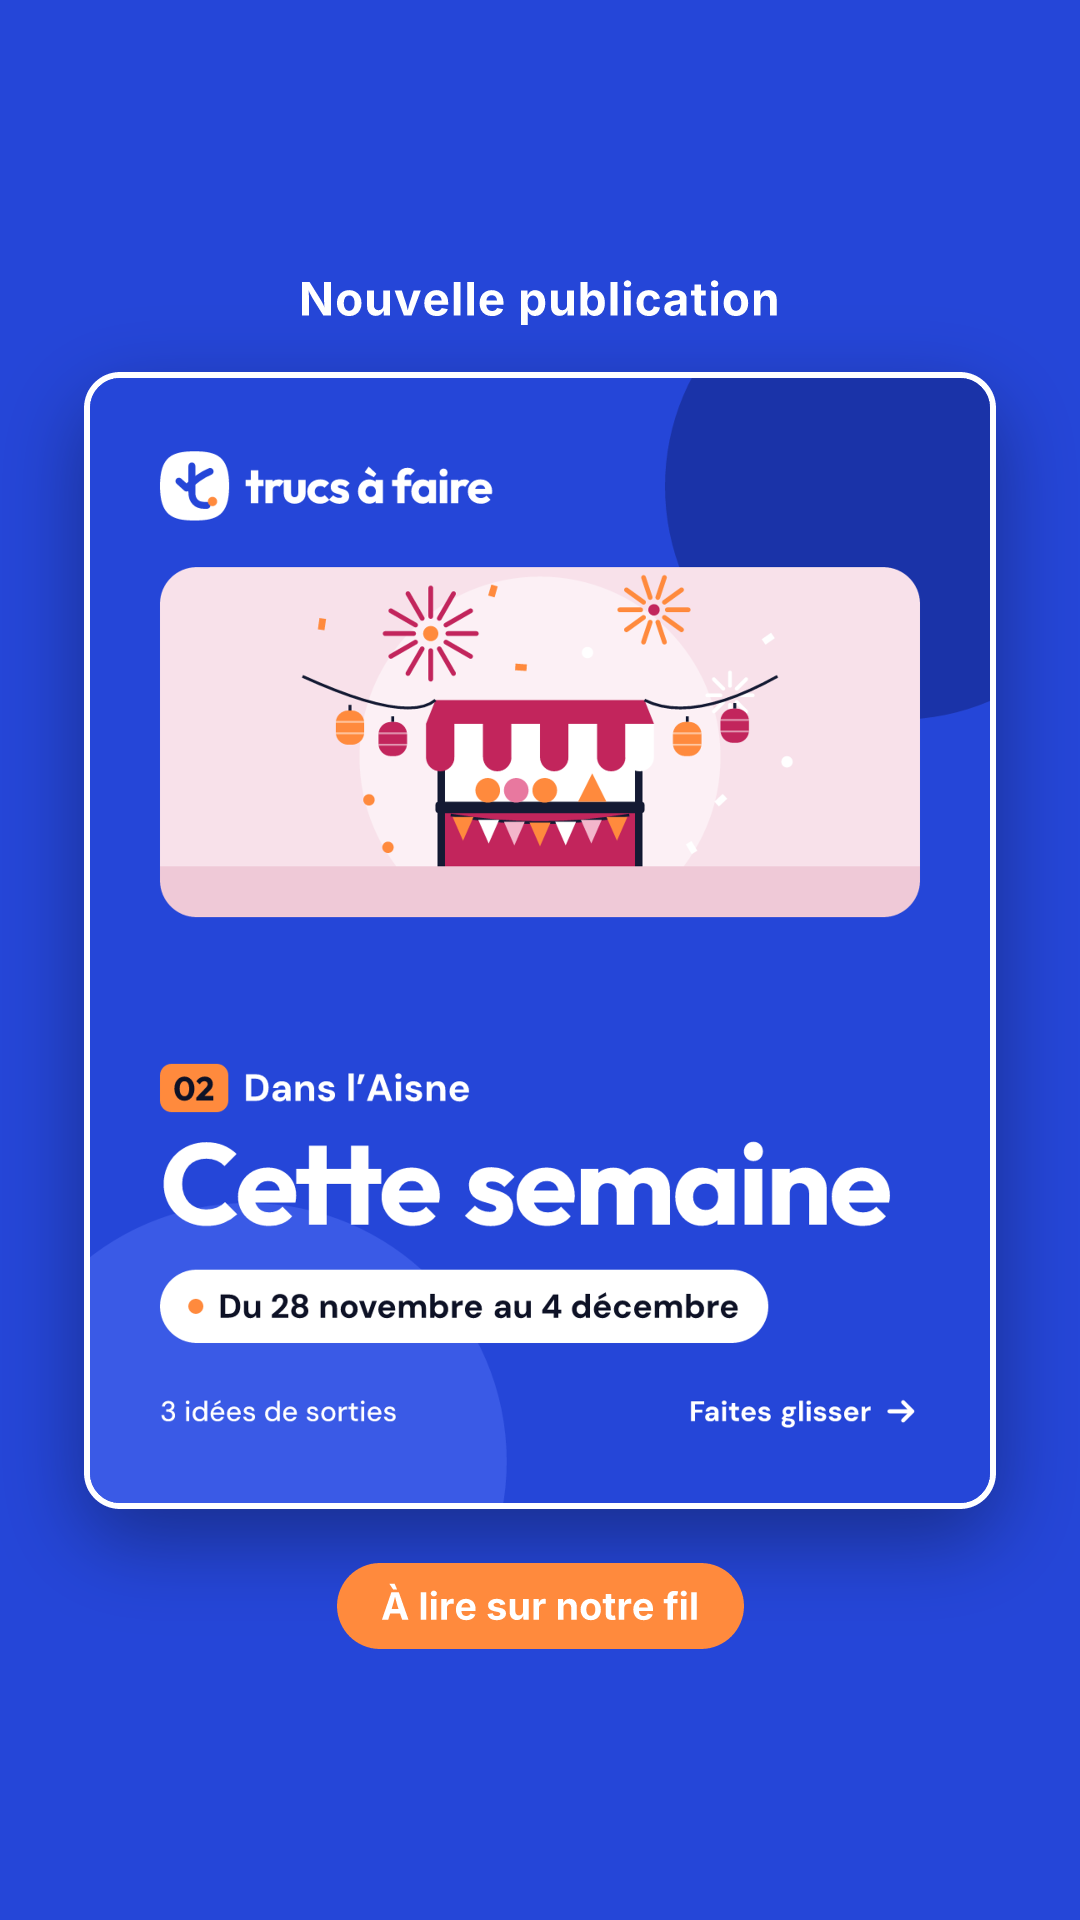 Nouvelle publication
trucs à faire
02 Dans l’Aisne
Cette semaine
Du 28 novembre au 4 décembre
3 idées de sorties
Faites glisser →
À lire sur notre fil